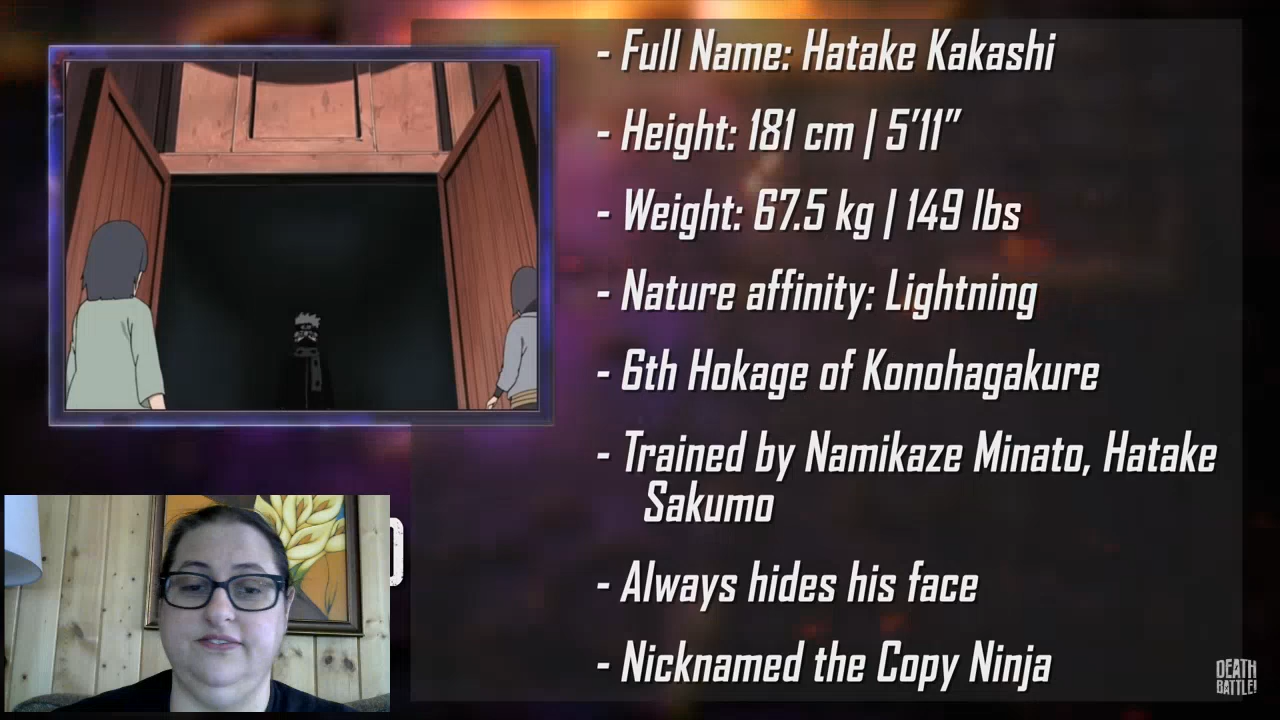 - Full Name: Hatake Kakashi
- Height: 181 cm | 5'11"
- Weight: 67.5 kg | 149 lbs
- Nature affinity: Lightning
- 6th Hokage of Konohagakure
- Trained by Namikaze Minato, Hatake
Sakumo
- Always hides his face
- Nicknamed the Copy Ninja
DEATH
BATTLE!